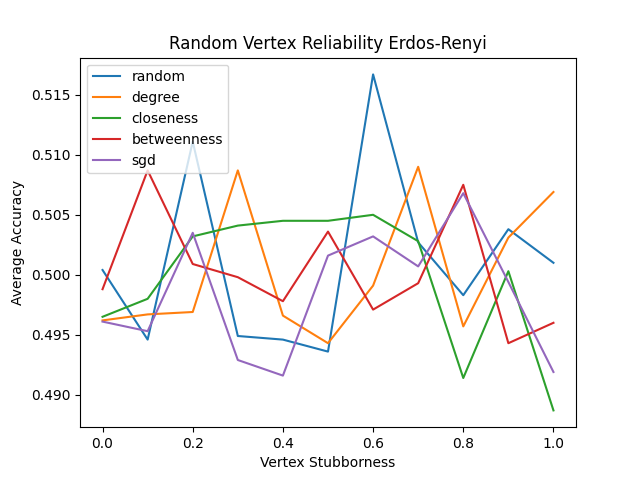 Random Vertex Reliability Erdos-Renyi
random
degree
closeness
betweenness
sgd
Average Accuracy
0.515
0.510
0.505
0.500
0.495
0.490
0.0
0.2
0.4
0.6
0.8
1.0
Vertex Stubborness